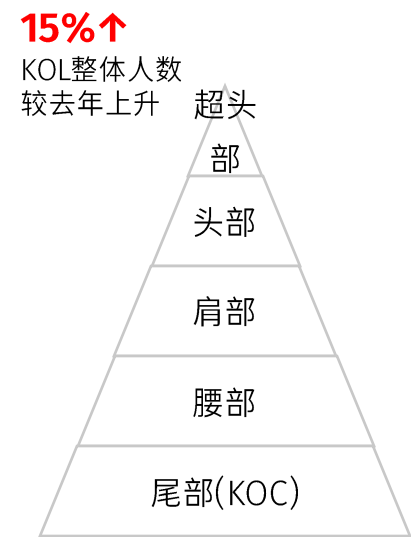 15%↑
KOL整体人数
较去年上升
超头
部
头部
肩部
腰部
尾部(KOC)